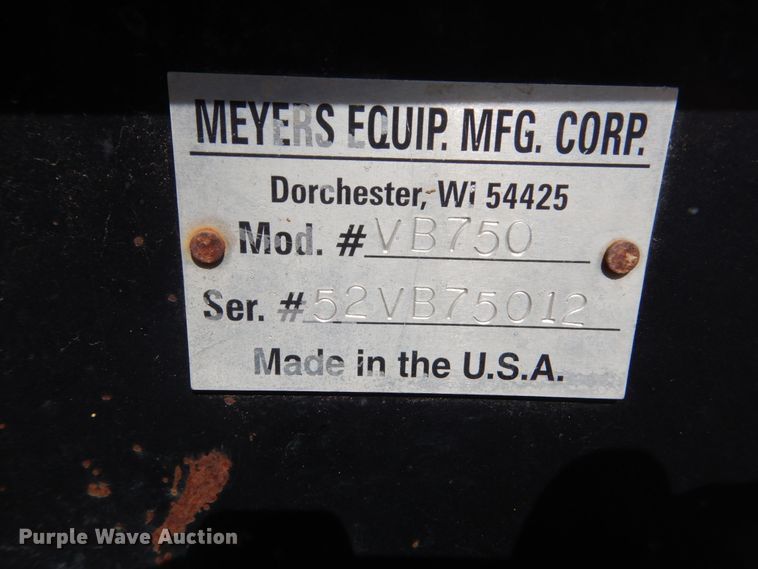 MEYERS EQUIP. MFG. CORP.
Dorchester, WI 54425
Mod. # VB750
Ser. # 52VB75012
Made in the U.S.A.
Purple Wave Auction